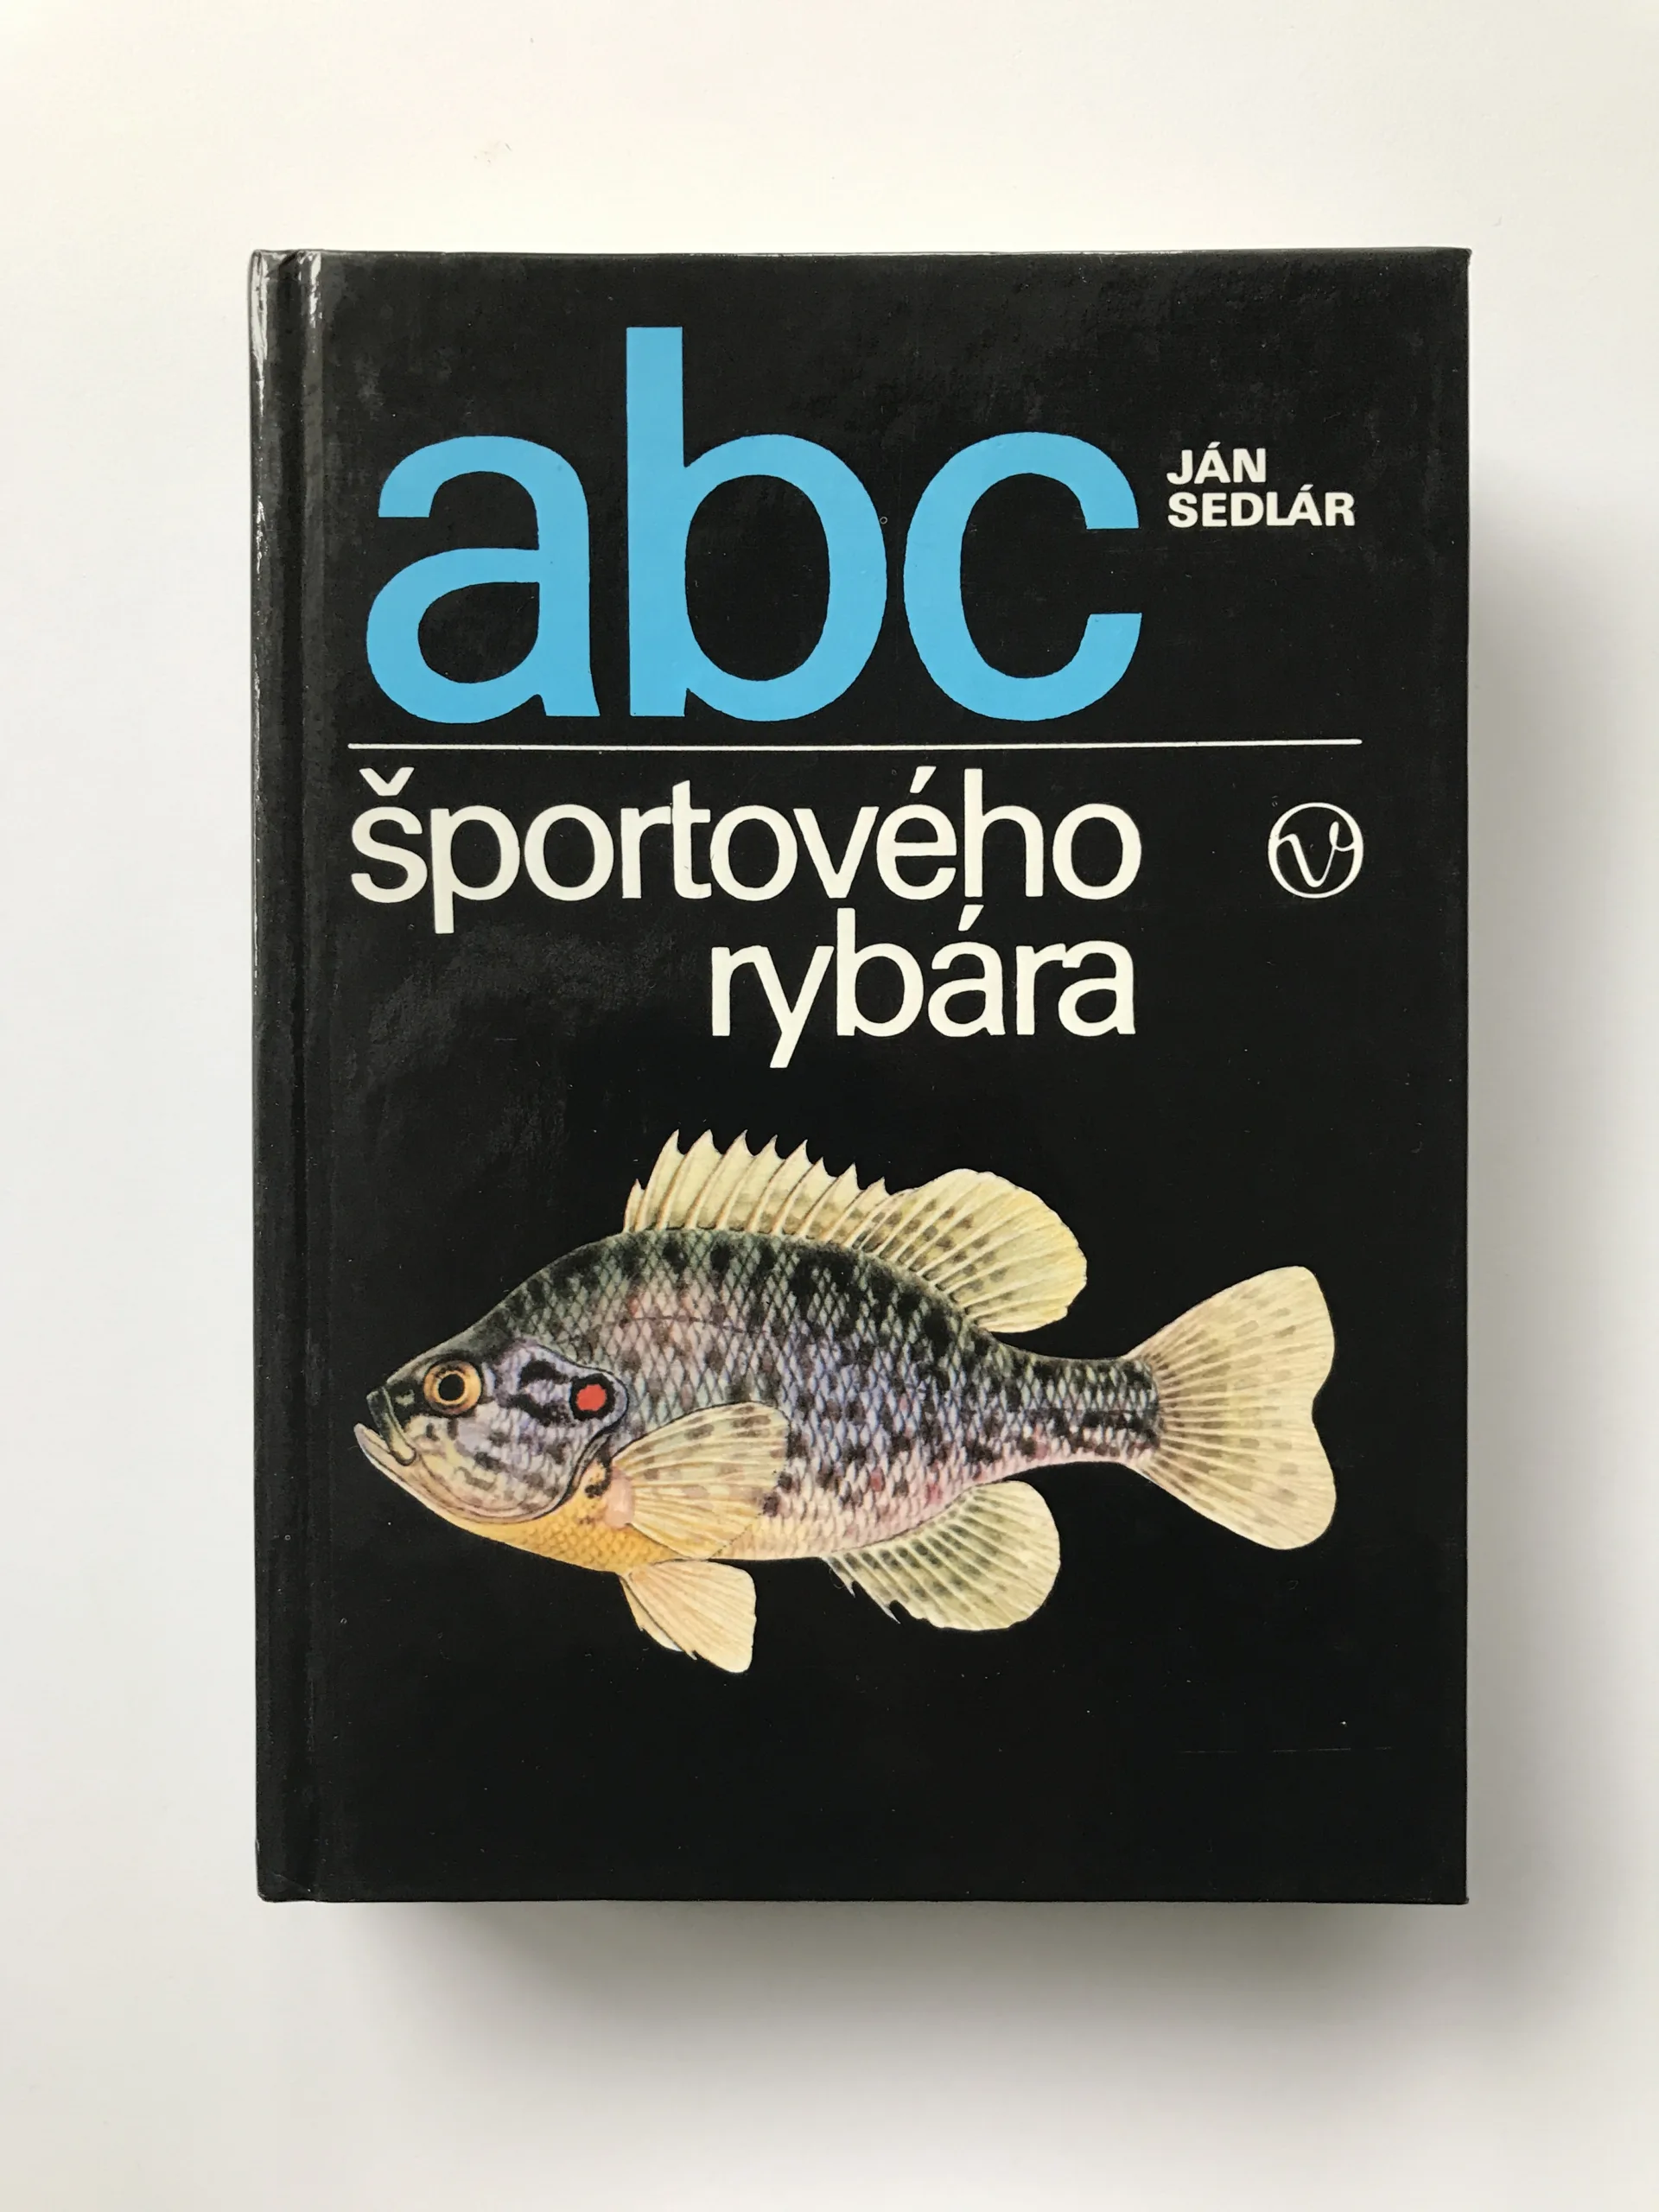 abc
JÁN
SEDLÁR
športového
rybára